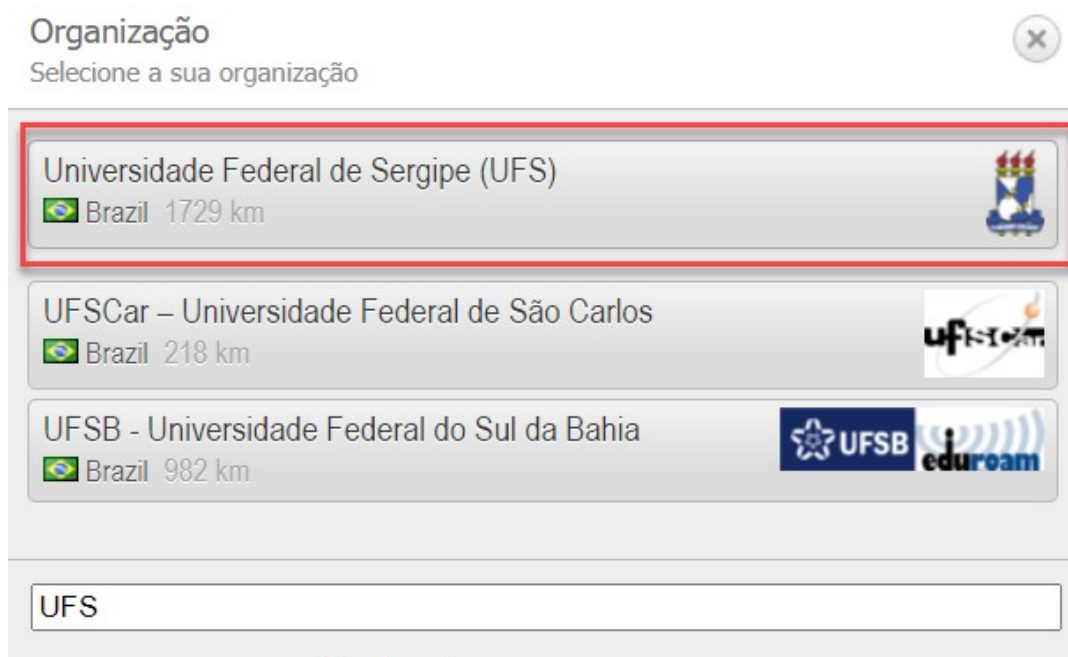 Organização
Selecione a sua organização
Universidade Federal de Sergipe (UFS)
Brazil 1729 km
UFSCar – Universidade Federal de São Carlos
ufscar
Brazil 218 km
UFSB - Universidade Federal do Sul da Bahia
UFSB eduroam
Brazil 982 km
UFS